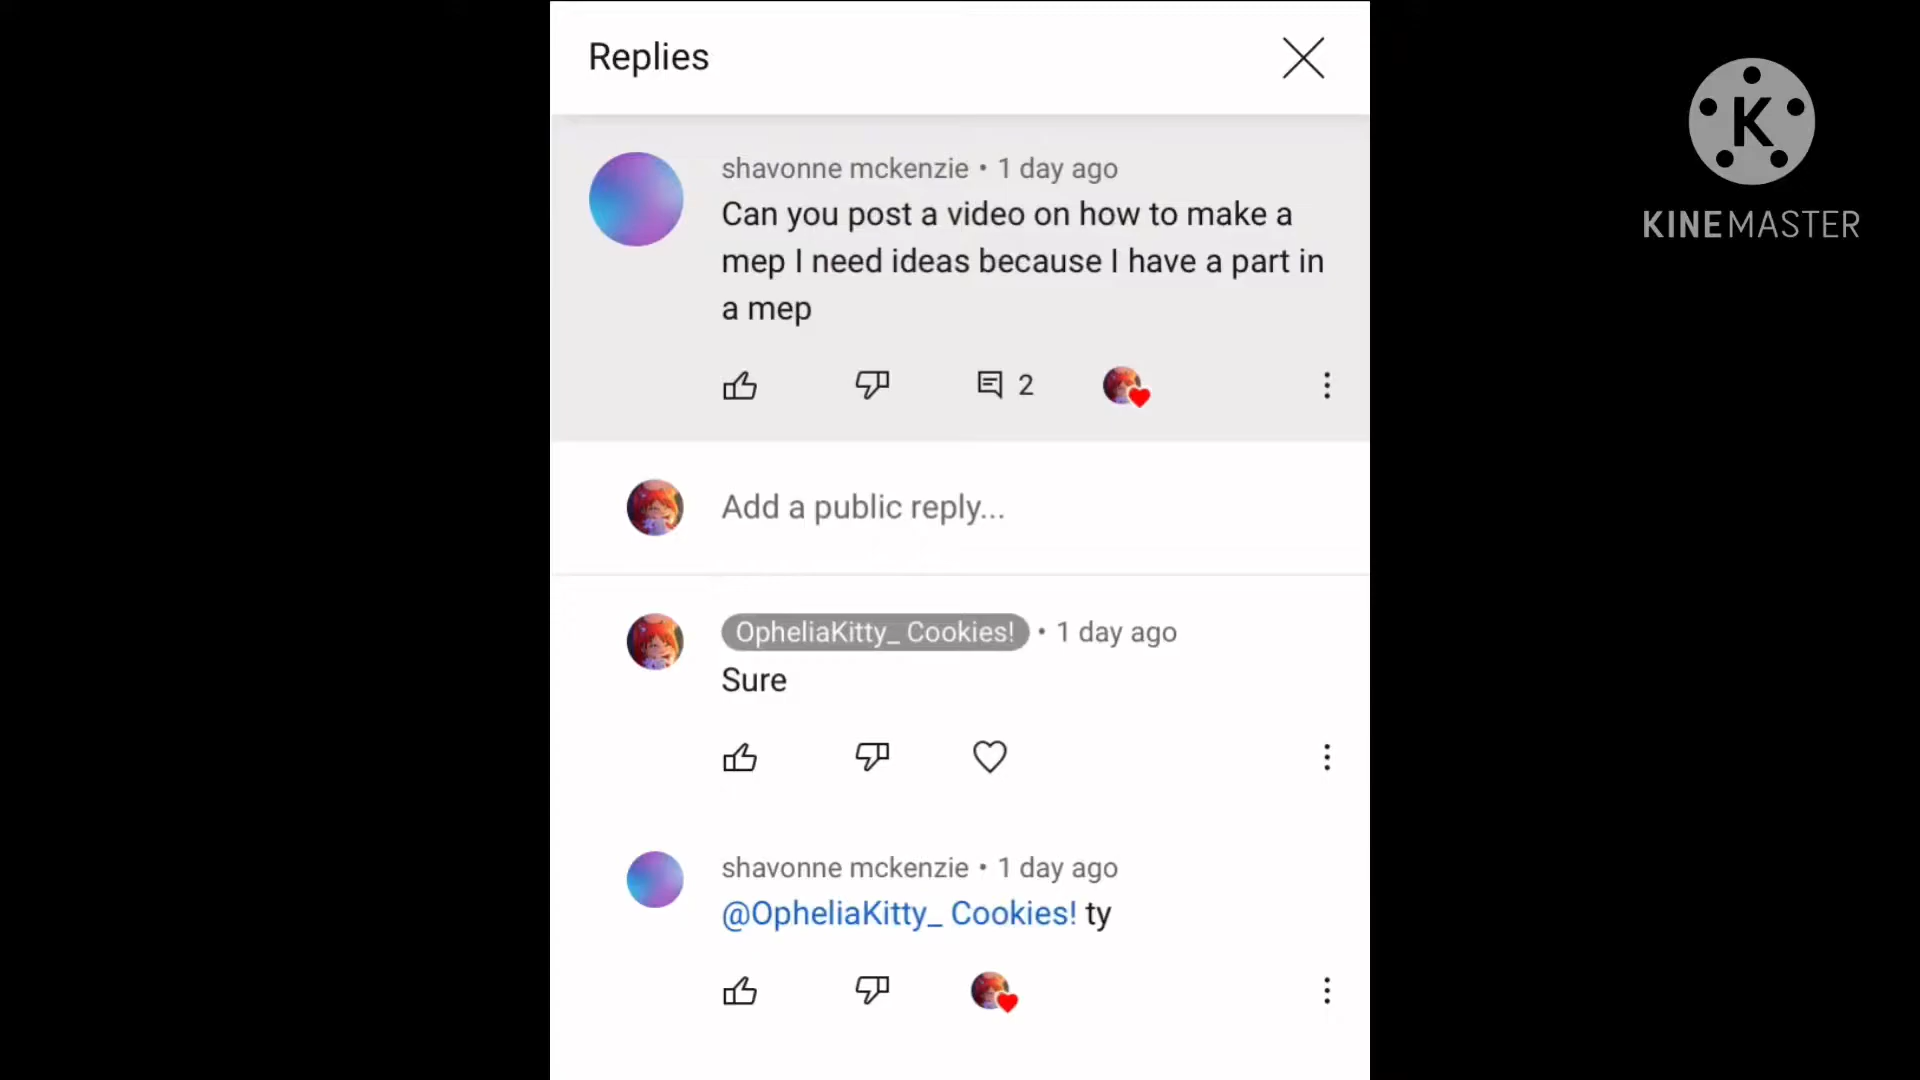 Replies
shavonne mckenzie • 1 day ago
Can you post a video on how to make a
mep I need ideas because I have a part in
a mep
2
Add a public reply...
OpheliaKitty_ Cookies! • 1 day ago
Sure
shavonne mckenzie • 1 day ago
@OpheliaKitty_ Cookies! ty
K
KINEMASTER